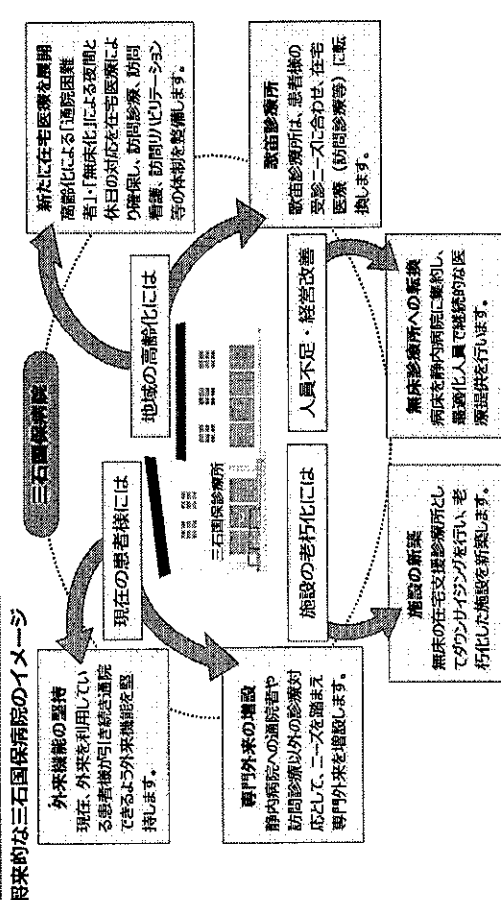 将来的な三石国保病院のイメージ
三石国保病院
外来機能の堅持
現在、外来を利用してい
る患者様が引き続き通院
できるよう外来機能を堅
持します。
現在の患者様には
専門外来の増設
静内病院への通院者や
訪問診療以外の診療対
応として、ニーズを踏まえ
専門外来を増設します。
新たに在宅医療を展開
高齢化による「通院困難
者」・「無床化」による夜間と
休日の対応を在宅医療によ
り確保し、訪問診療、訪問
看護、訪問リハビリテーション
等の体制を整備します。
地域の高齢化には
歌笛診療所
歌笛診療所は、患者様の
受診ニーズに合わせ、在宅
医療（訪問診療等）に転
換します。
三石国保診療所
施設の老朽化には
施設の新築
無床の在宅支援診療所とし
てダウンサイジングを行い、老
朽化した施設を新築します。
人員不足・経営改善
無床診療所への転換
病床を静内病院に集約し、
最適化人員で継続的な医
療提供を行います。